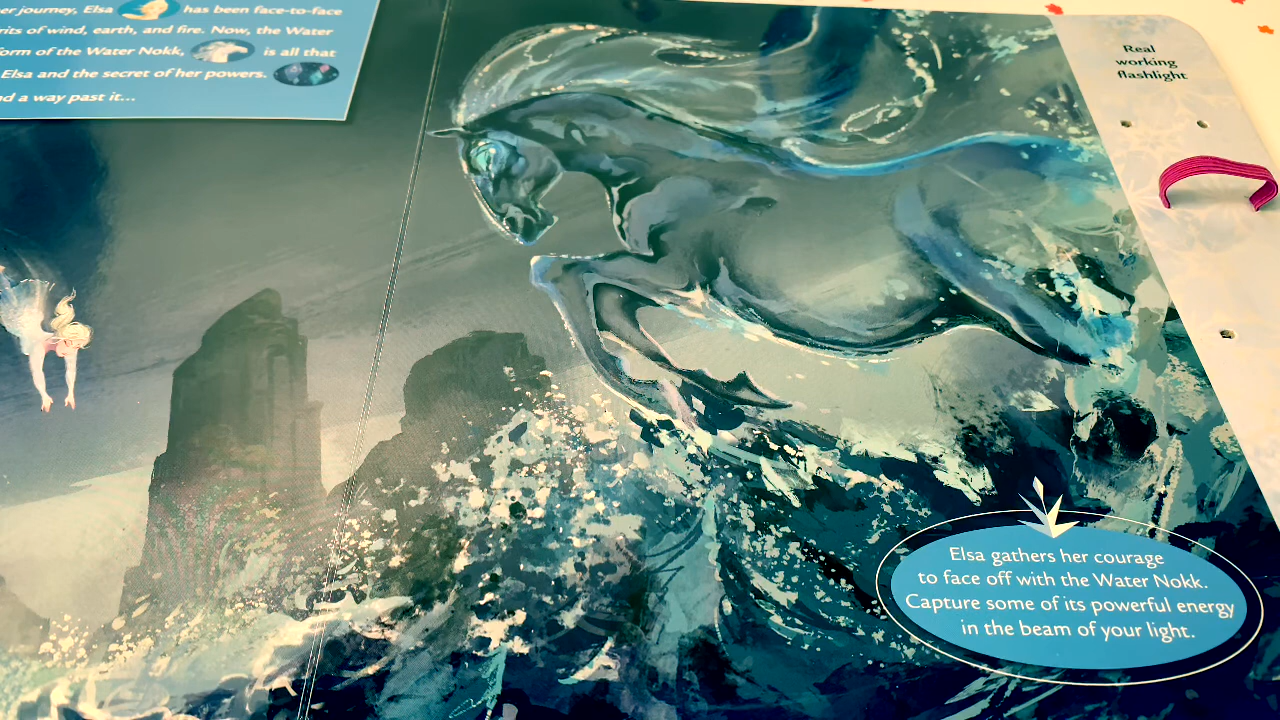 er journey, Elsa has been face-to-face
rits of wind, earth, and fire. Now, the Water
orm of the Water Nokk, is all that
Elsa and the secret of her powers.
d a way past it...
Real
working
flashlight
Elsa gathers her courage
to face off with the Water Nokk.
Capture some of its powerful energy
in the beam of your light.